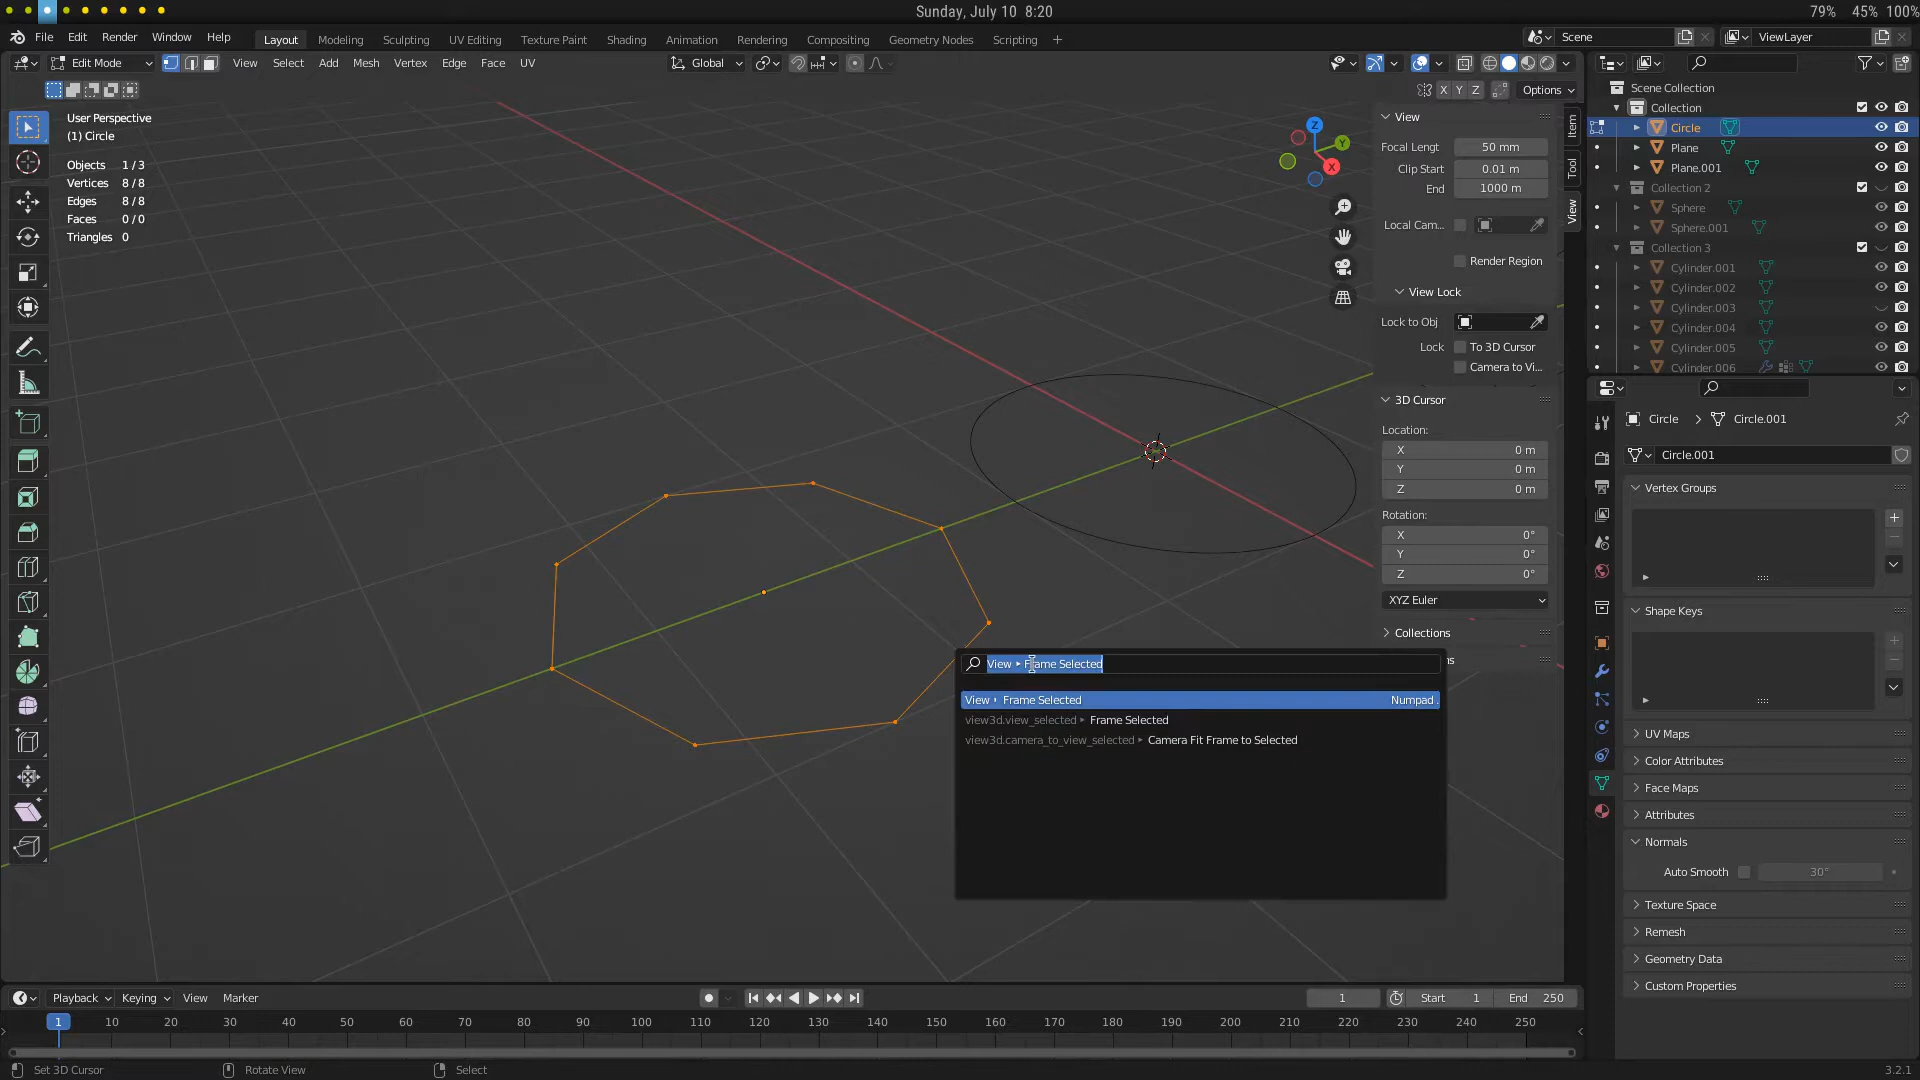 Sunday, July 10 8:20
79% 45% 100%
File Edit Render Window Help
Layout Modeling Sculpting UV Editing Texture Paint Shading Animation Rendering Compositing Geometry Nodes Scripting +
Scene
ViewLayer
Edit Mode
View Select Add Mesh Vertex Edge Face UV
Global
X Y Z
Options
User Perspective
(1) Circle
Objects 1/3
Vertices 8/8
Edges 8/8
Faces 0/0
Triangles 0
Z
Y
X
View
Focal Lengt 50 mm
Clip Start 0.01 m
End 1000 m
Local Cam...
Render Region
View Lock
Lock to Obj
Lock To 3D Cursor
Camera to Vi...
3D Cursor
Location:
X 0 m
Y 0 m
Z 0 m
Rotation:
X 0°
Y 0°
Z 0°
XYZ Euler
Collections
Item
Tool
View
View ▸ Frame Selected
View ▸ Frame Selected Numpad .
view3d.view_selected ▸ Frame Selected
view3d.camera_to_view_selected ▸ Camera Fit Frame to Selected
Scene Collection
Collection
Circle
Plane
Plane.001
Collection 2
Sphere
Sphere.001
Collection 3
Cylinder.001
Cylinder.002
Cylinder.003
Cylinder.004
Cylinder.005
Cylinder.006
Circle > Circle.001
Circle.001
Vertex Groups
Shape Keys
UV Maps
Color Attributes
Face Maps
Attributes
Normals
Auto Smooth 30°
Texture Space
Remesh
Geometry Data
Custom Properties
Playback Keying View Marker
1
Start 1
End 250
1 10 20 30 40 50 60 70 80 90 100 110 120 130 140 150 160 170 180 190 200 210 220 230 240 250
Set 3D Cursor
Rotate View
Select
3.2.1